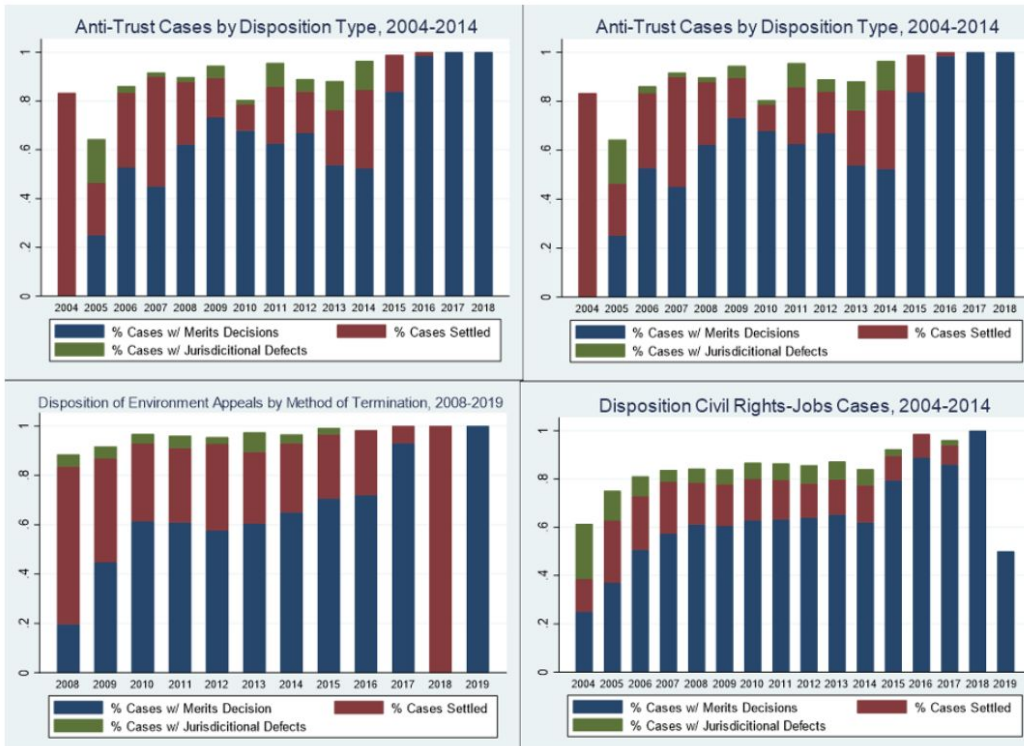 Anti-Trust Cases by Disposition Type, 2004-2014
1
.8
.6
.4
.2
0
2004 2005 2006 2007 2008 2009 2010 2011 2012 2013 2014 2015 2016 2017 2018
% Cases w/ Merits Decisions % Cases Settled
% Cases w/ Jurisdicitional Defects
Anti-Trust Cases by Disposition Type, 2004-2014
1
.8
.6
.4
.2
0
2004 2005 2006 2007 2008 2009 2010 2011 2012 2013 2014 2015 2016 2017 2018
% Cases w/ Merits Decisions % Cases Settled
% Cases w/ Jurisdicitional Defects
Disposition of Environment Appeals by Method of Termination, 2008-2019
1
.8
.6
.4
.2
0
2008 2009 2010 2011 2012 2013 2014 2015 2016 2017 2018 2019
% Cases w/ Merits Decision % Cases Settled
% Cases w/ Jurisdicitional Defects
Disposition Civil Rights-Jobs Cases, 2004-2014
1
.8
.6
.4
.2
0
2004 2005 2006 2007 2008 2009 2010 2011 2012 2013 2014 2015 2016 2017 2018 2019
% Cases w/ Merits Decisions % Cases Settled
% Cases w/ Jurisdicitional Defects